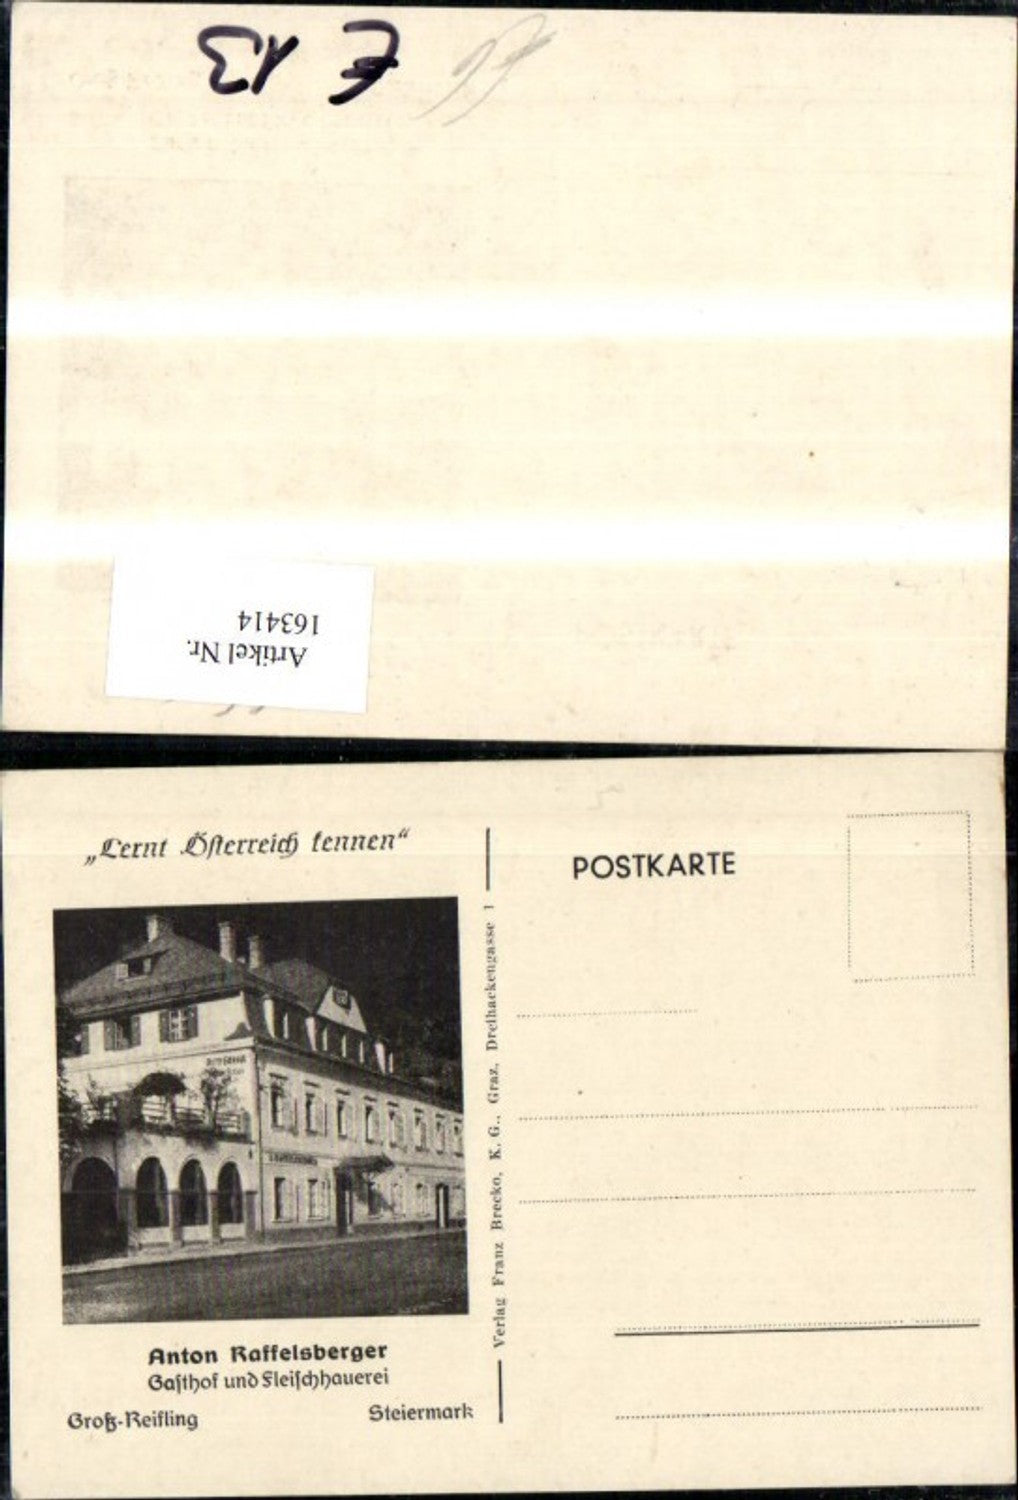 € 13
Artikel Nr.
163414
„Lernt Österreich kennen“
POSTKARTE
Verlag Franz Brecko, K. G., Graz, Dreihackengasse 1
Anton Raffelsberger
Gasthof und Fleischhauerei
Groß-Reifling
Steiermark